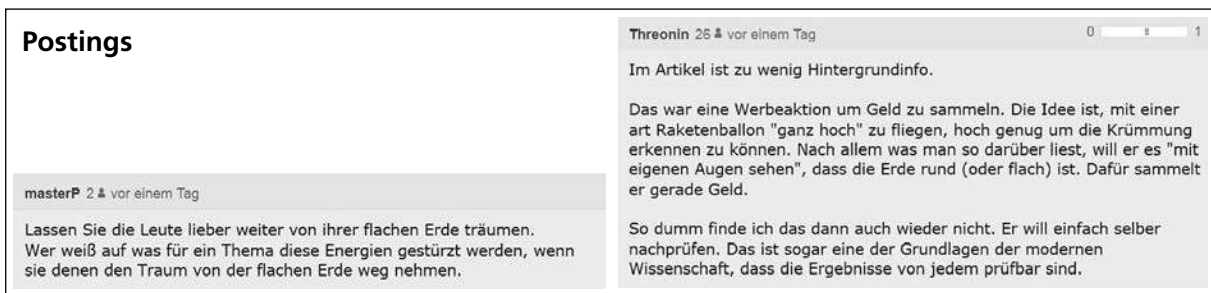 Postings
masterP 2 vor einem Tag
Lassen Sie die Leute lieber weiter von ihrer flachen Erde träumen.
Wer weiß auf was für ein Thema diese Energien gestürzt werden, wenn
sie denen den Traum von der flachen Erde weg nehmen.
Threonin 26 vor einem Tag
0 1
Im Artikel ist zu wenig Hintergrundinfo.
Das war eine Werbeaktion um Geld zu sammeln. Die Idee ist, mit einer
art Raketenballon "ganz hoch" zu fliegen, hoch genug um die Krümmung
erkennen zu können. Nach allem was man so darüber liest, will er es "mit
eigenen Augen sehen", dass die Erde rund (oder flach) ist. Dafür sammelt
er gerade Geld.
So dumm finde ich das dann auch wieder nicht. Er will einfach selber
nachprüfen. Das ist sogar eine der Grundlagen der modernen
Wissenschaft, dass die Ergebnisse von jedem prüfbar sind.